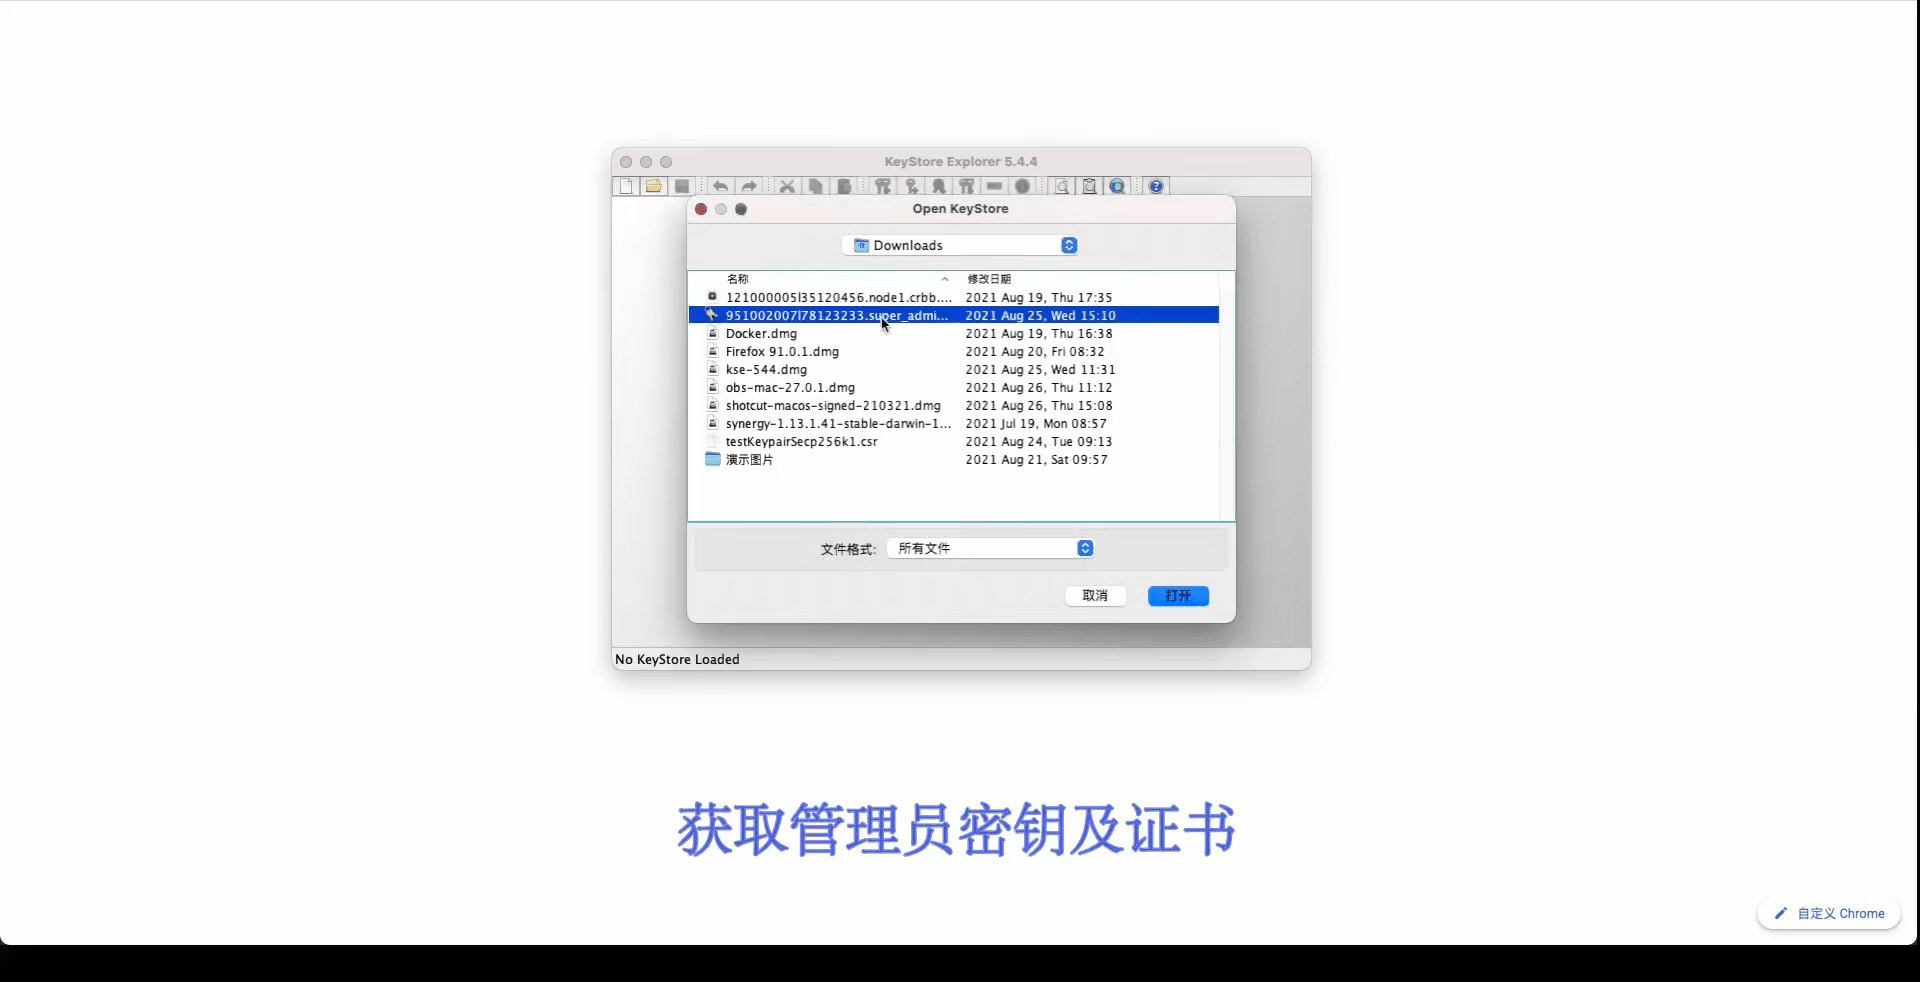 KeyStore Explorer 5.4.4
Open KeyStore
Downloads
名称 修改日期
121000005l35120456.node1.crbb.... 2021 Aug 19, Thu 17:35
951002007l78123233.super_admi... 2021 Aug 25, Wed 15:10
Docker.dmg 2021 Aug 19, Thu 16:38
Firefox 91.0.1.dmg 2021 Aug 20, Fri 08:32
kse-544.dmg 2021 Aug 25, Wed 11:31
obs-mac-27.0.1.dmg 2021 Aug 26, Thu 11:12
shotcut-macos-signed-210321.dmg 2021 Aug 26, Thu 15:08
synergy-1.13.1.41-stable-darwin-1... 2021 Jul 19, Mon 08:57
testKeypairSecp256k1.csr 2021 Aug 24, Tue 09:13
演示图片 2021 Aug 21, Sat 09:57
文件格式: 所有文件
取消 打开
No KeyStore Loaded
获取管理员密钥及证书
自定义 Chrome